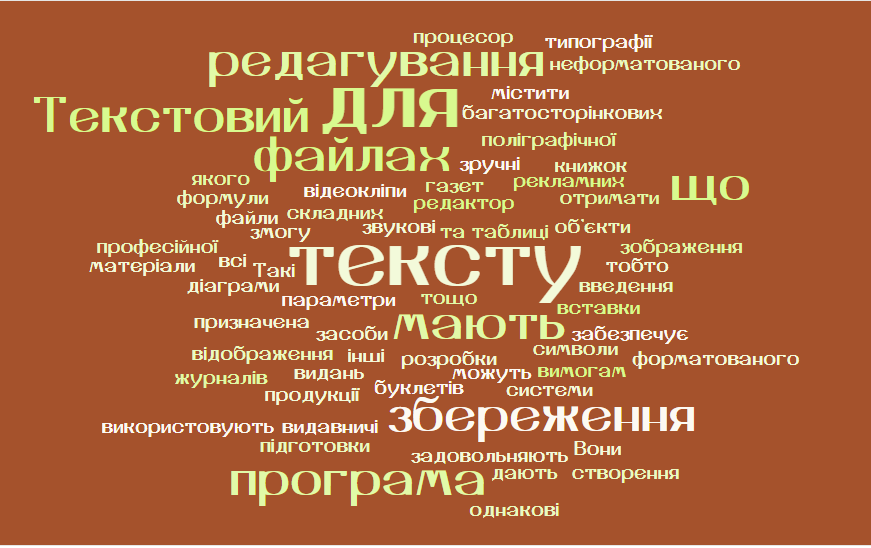 процесор
типографії
редагування
неформатованого
містити
Текстовий
для
багатосторінкових
поліграфічної
файлах
зручні
книжок
якого
відеокліпи
газет
рекламних
що
формули
редактор
отримати
файли
складних
змогу
звукові
та таблиці
об'єкти
професійної
тексту
зображення
матеріали
всі
Такі
тобто
діаграми
введення
параметри
тощо
вставки
призначена
засоби
мають
забезпечує
відображення
інші
розробки
символи
форматованого
журналів
видань
можуть
вимогам
продукції
буклетів
системи
використовують
видавничі
збереження
підготовки
задовольняють
Вони
програма
дають
створення
однакові